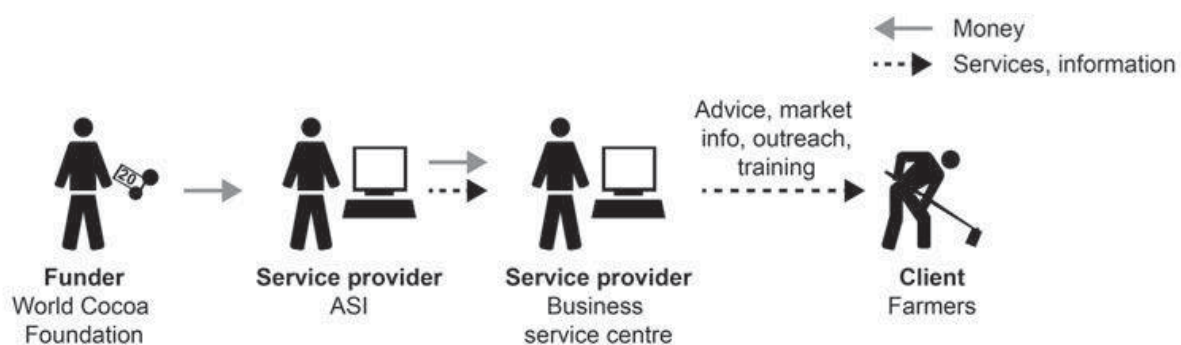 Money
Services, information
Advice, market
info, outreach,
training
20
Funder
World Cocoa
Foundation
Service provider
ASI
Service provider
Business
service centre
Client
Farmers